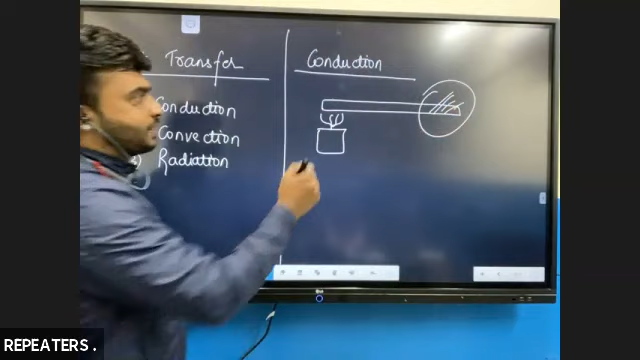 Transfer
Conduction
Convection
Radiation
Conduction
REPEATERS.